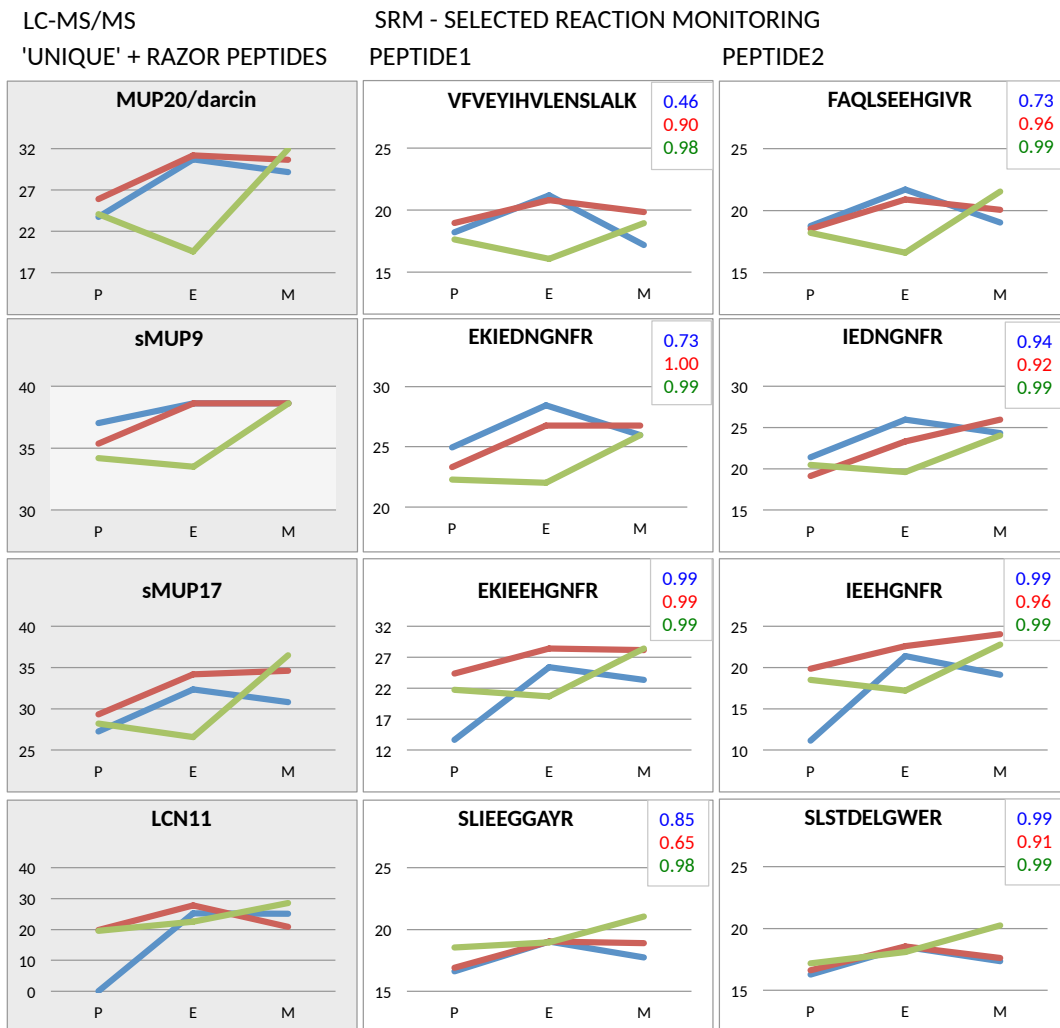 LC-MS/MS
SRM - SELECTED REACTION MONITORING
'UNIQUE' + RAZOR PEPTIDES
PEPTIDE1
PEPTIDE2
MUP20/darcin
32
27
22
17
P E M
VFVEYIHVLENSLALK
0.46
0.90
0.98
25
20
15
P E M
FAQLSEEHGIVR
0.73
0.96
0.99
25
20
15
P E M
sMUP9
40
35
30
P E M
EKIEDNGNFR
0.73
1.00
0.99
30
25
20
P E M
IEDNGNFR
0.94
0.92
0.99
30
25
20
15
P E M
sMUP17
40
35
30
25
P E M
EKIEEHGNFR
0.99
0.99
0.99
32
27
22
17
12
P E M
IEEHGNFR
0.99
0.96
0.99
25
20
15
10
P E M
LCN11
40
30
20
10
0
P E M
SLIEEGGAYR
0.85
0.65
0.98
25
20
15
P E M
SLSTDELGWER
0.99
0.91
0.99
25
20
15
P E M